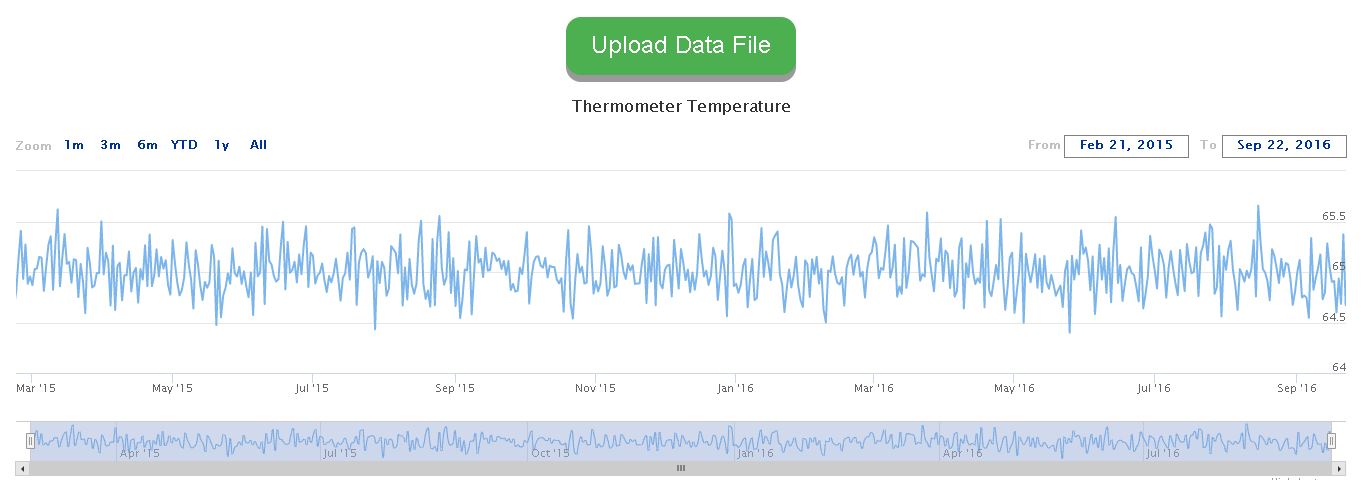 Upload Data File
Thermometer Temperature
Zoom 1m 3m 6m YTD 1y All From Feb 21, 2015 To Sep 22, 2016
65.5
65
64.5
64
Mar '15 May '15 Jul '15 Sep '15 Nov '15 Jan '16 Mar '16 May '16 Jul '16 Sep '16
Apr '15 Jul '15 Oct '15 Jan '16 Apr '16 Jul '16